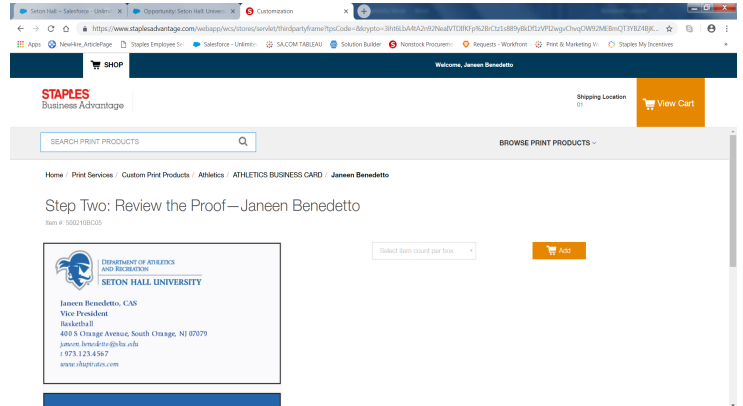 Seton Hall - Salesforce - Unlimi
Opportunity: Seton Hall Univers
Customization
https://www.staplesadvantage.com/webapp/wcs/stores/servlet/thirdpartyframe?tpsCode=
Apps
NewHire_ArticlePage
Staples Employee Sel
Salesforce - Unlimite
SA.COM TABLEAU
Solution Builder
Nonstock Procureme
Requests - Workfront
Print & Marketing W
Staples My Incentives
SHOP
Welcome, Janeen Benedetto
STAPLES
Business Advantage
Shipping Location
01
View Cart
SEARCH PRINT PRODUCTS
BROWSE PRINT PRODUCTS
Home / Print Services / Custom Print Products / Athletics / ATHLETICS BUSINESS CARD / Janeen Benedetto
Step Two: Review the Proof—Janeen Benedetto
Item #: 500210BC05
Select item count per box
Add
DEPARTMENT OF ATHLETICS
AND RECREATION
SETON HALL UNIVERSITY
Janeen Benedetto, CAS
Vice President
Basketball
400 S Orange Avenue, South Orange, NJ 07079
janeen.benedetto@shu.edu
t 973.123.4567
www.shupirates.com